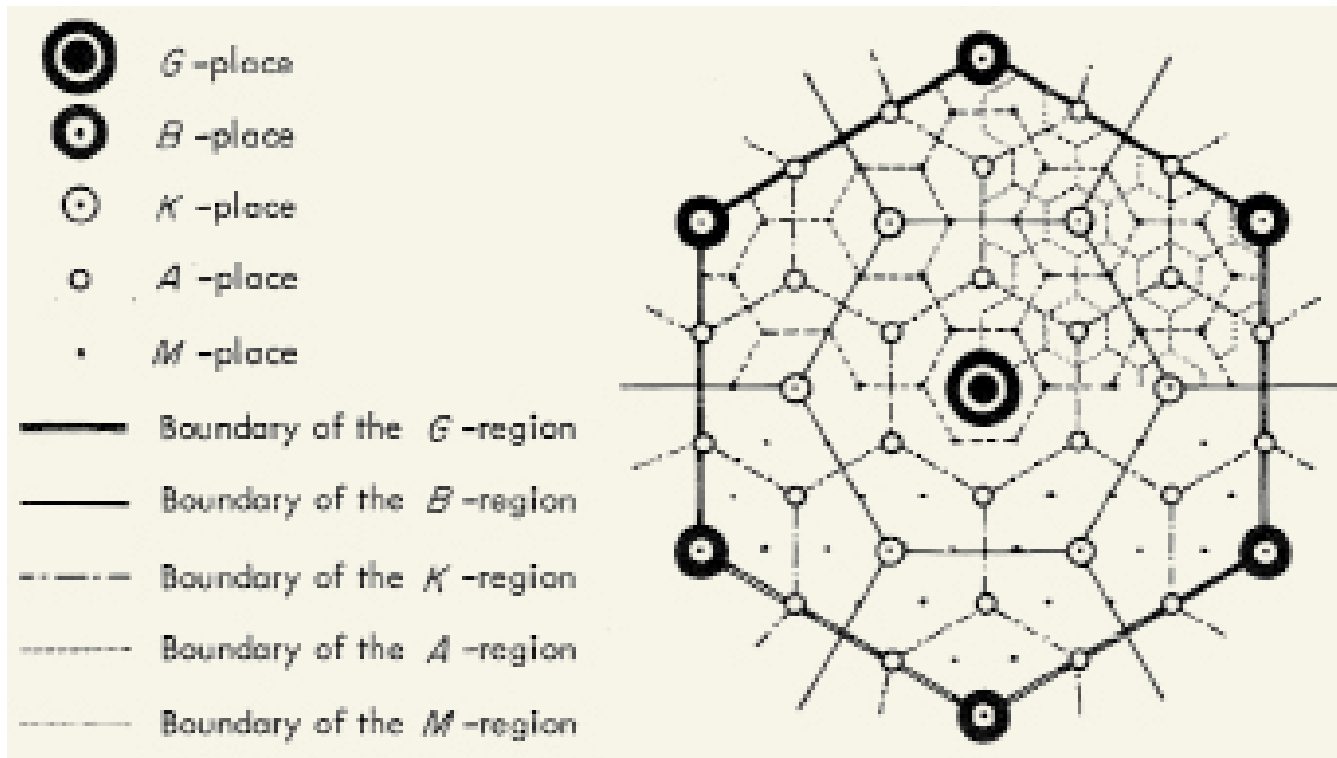 G-place
B-place
K-place
A-place
M-place
Boundary of the G-region
Boundary of the B-region
Boundary of the K-region
Boundary of the A-region
Boundary of the M-region